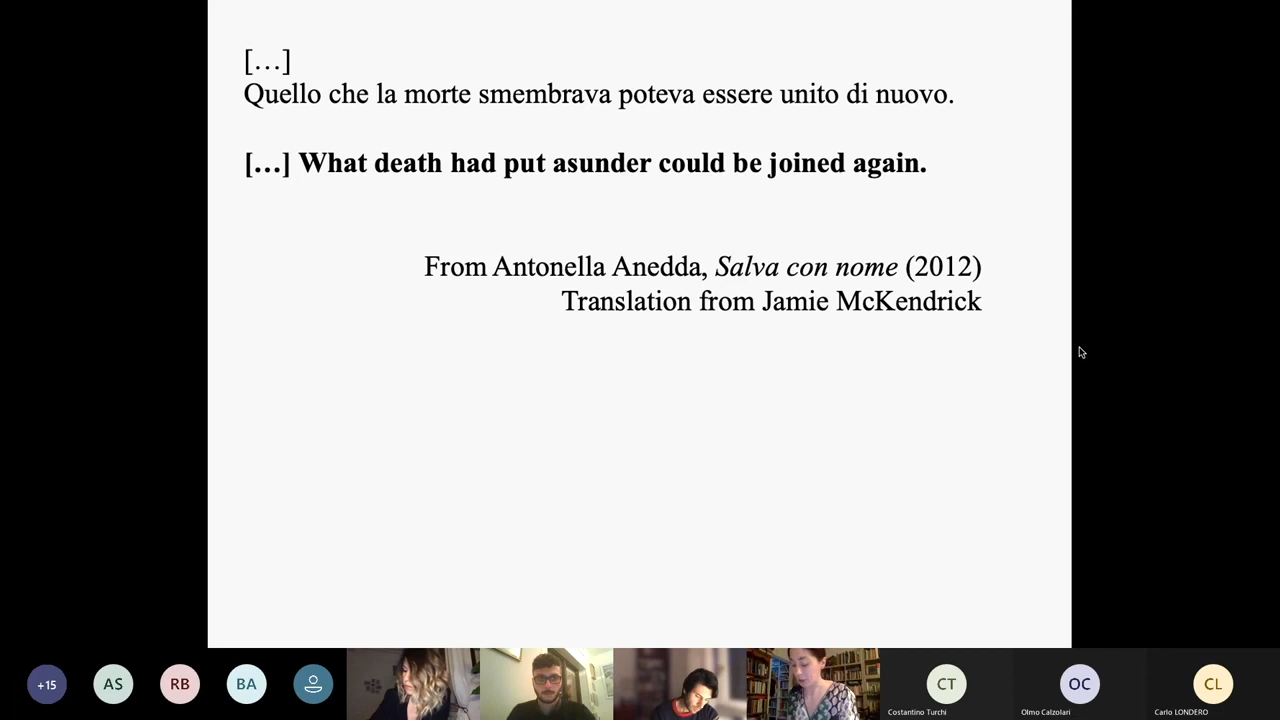 […]
Quello che la morte smembrava poteva essere unito di nuovo.
[…] What death had put asunder could be joined again.
From Antonella Anedda, Salva con nome (2012)
Translation from Jamie McKendrick
+15
AS
RB
BA
CT
OC
CL
Costantino Turchi
Olmo Calzolari
Carlo LONDERO